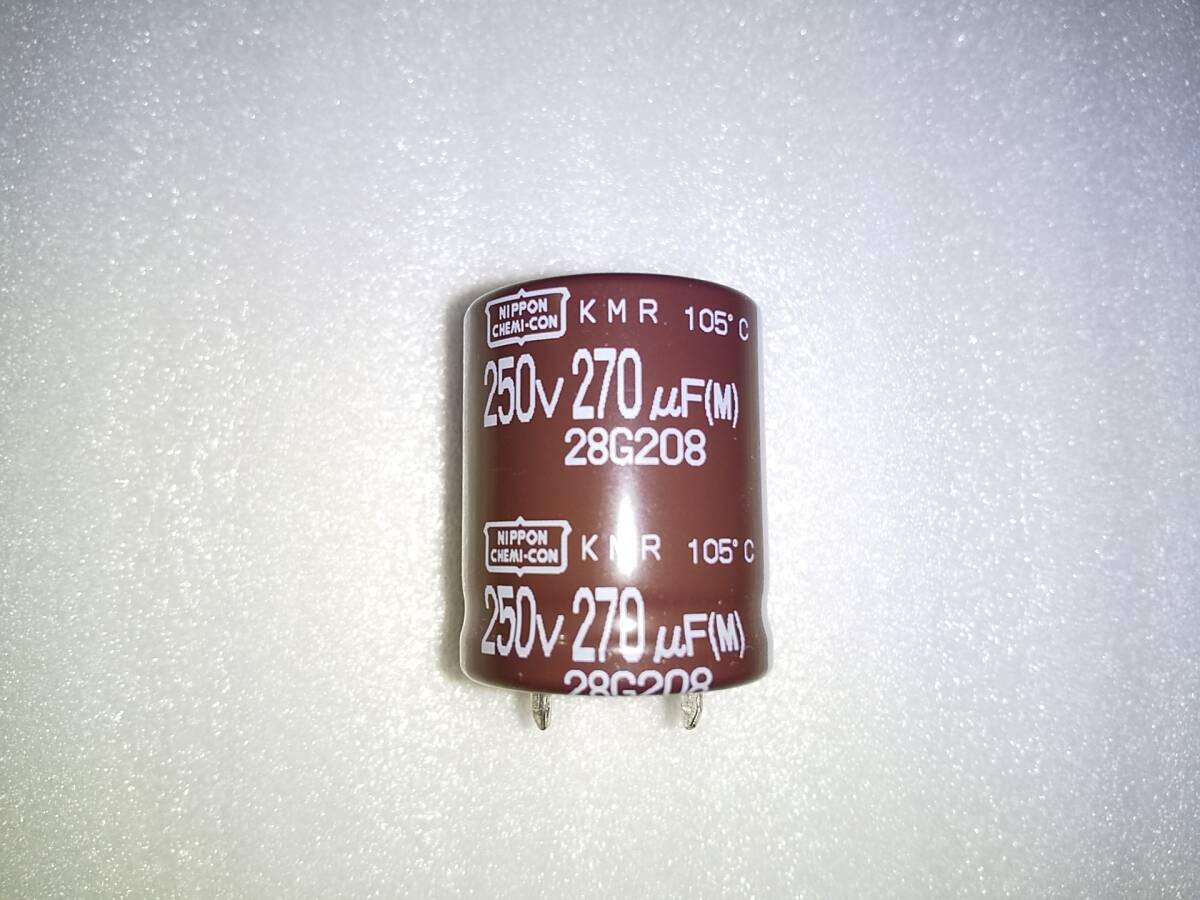 NIPPON
CHEMI-CON KMR 105°C
250V 270 μF(M)
28G208
NIPPON
CHEMI-CON KMR 105°C
250V 270 μF(M)
28G208